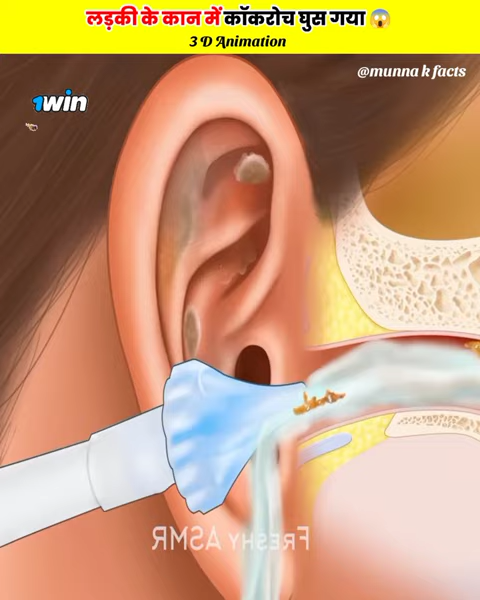 लड़की के कान में कॉकरोच घुस गया 😱
3 D Animation
@munna k facts
1win
FRESHY ASMR